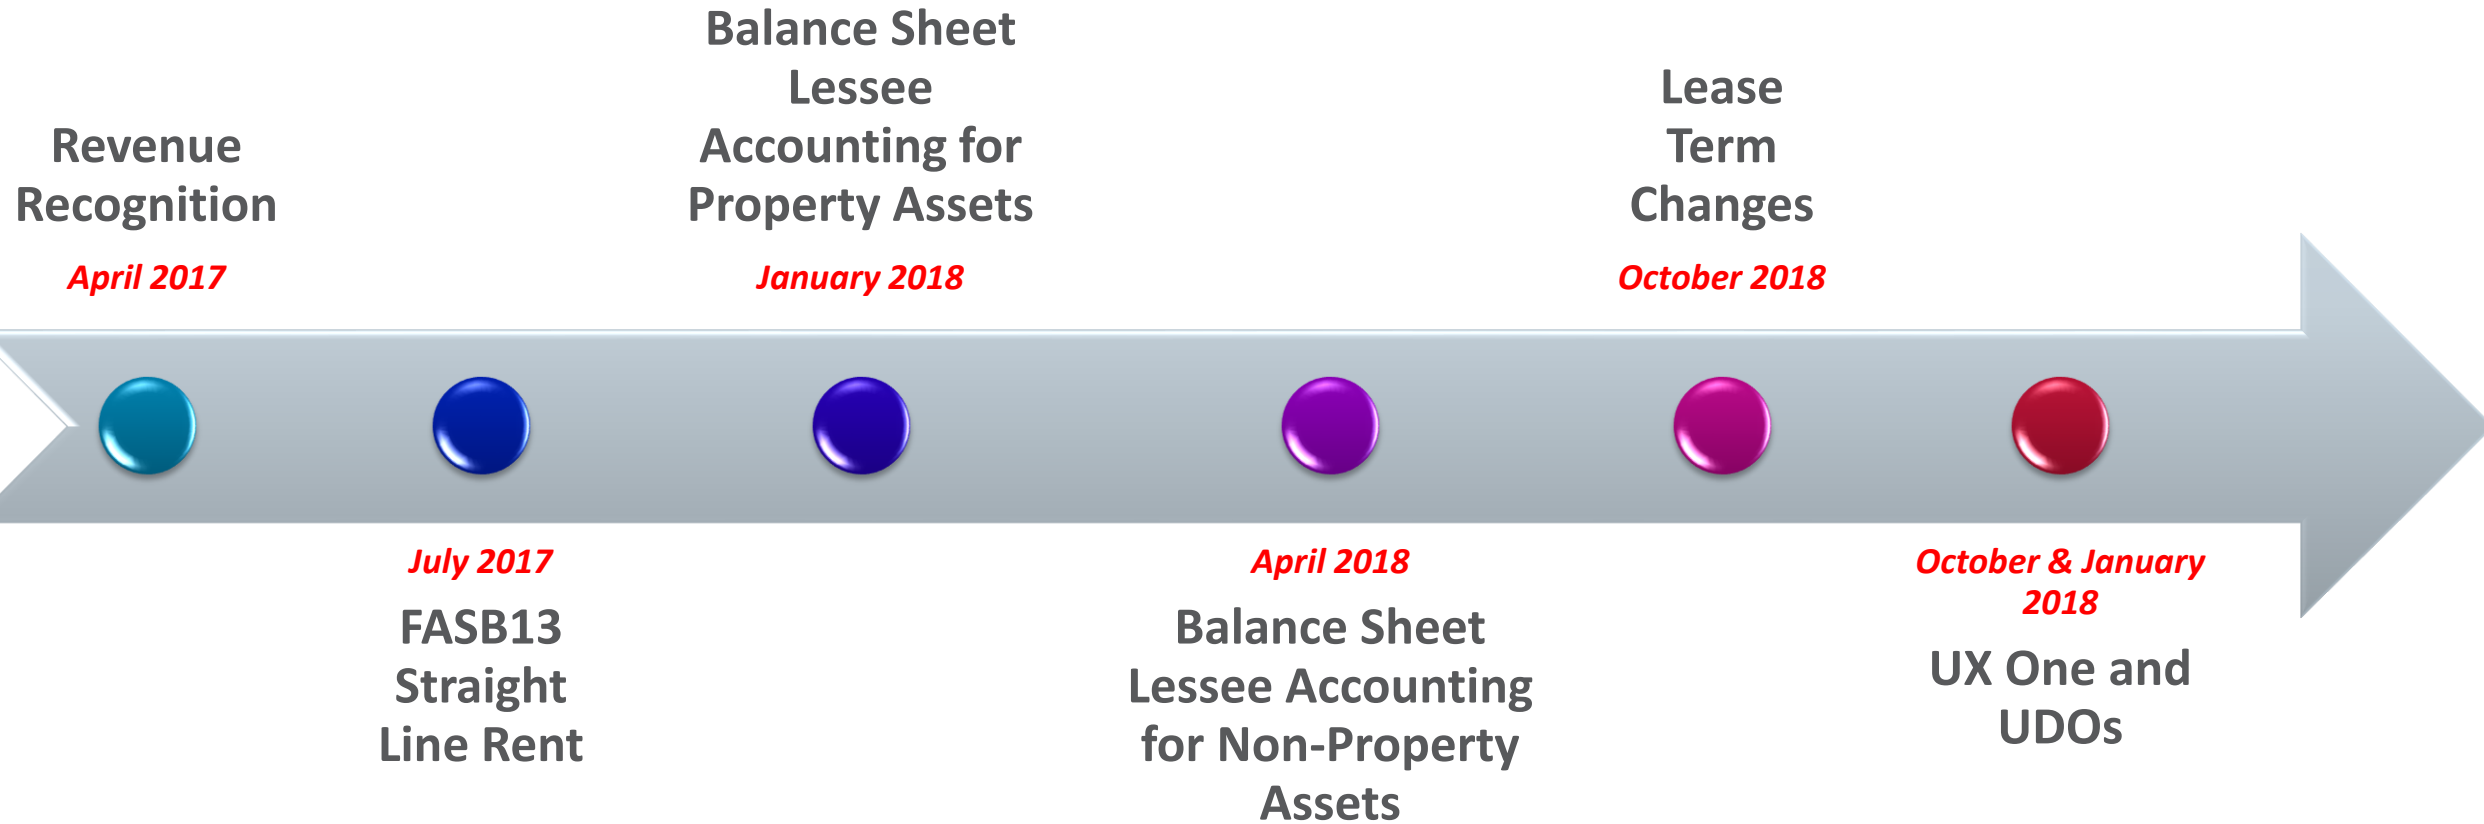 Revenue
Recognition
April 2017
July 2017
FASB13
Straight
Line Rent
Balance Sheet
Lessee
Accounting for
Property Assets
January 2018
April 2018
Balance Sheet
Lessee Accounting
for Non-Property
Assets
Lease
Term
Changes
October 2018
October & January
2018
UX One and
UDOs